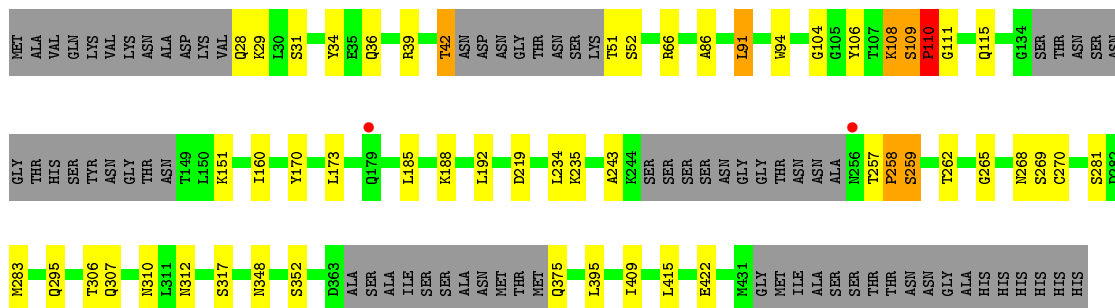 MET ALA VAL GLN LYS VAL LYS ASN ALA ASP LYS VAL Q28 K29 L30 S31 Y34 E35 Q36 R39 T42 ASN ASP ASN GLY THR ASN SER LYS T51 S52 R66 A86 L91 W94 G104 G105 Y106 T107 K108 S109 P110 G111 Q115 G134 SER THR ASN SER ASN
GLY THR HIS SER TYR ASN GLY THR ASN T149 L150 K151 I160 Y170 L173 Q179 L185 K188 L192 D219 L234 K235 A243 K244 SER SER SER SER ASN GLY GLY THR ASN ASN ALA N256 T257 P258 S259 T262 G265 N268 S269 C270 S281 D282
M283 Q295 T306 Q307 N310 L311 N312 S317 N348 S352 D363 ALA SER ALA ILE SER SER ALA ASN MET THR MET Q375 L395 I409 L415 E422 M431 GLY MET ILE ALA SER SER THR THR ASN ASN GLY ALA HIS HIS HIS HIS HIS HIS